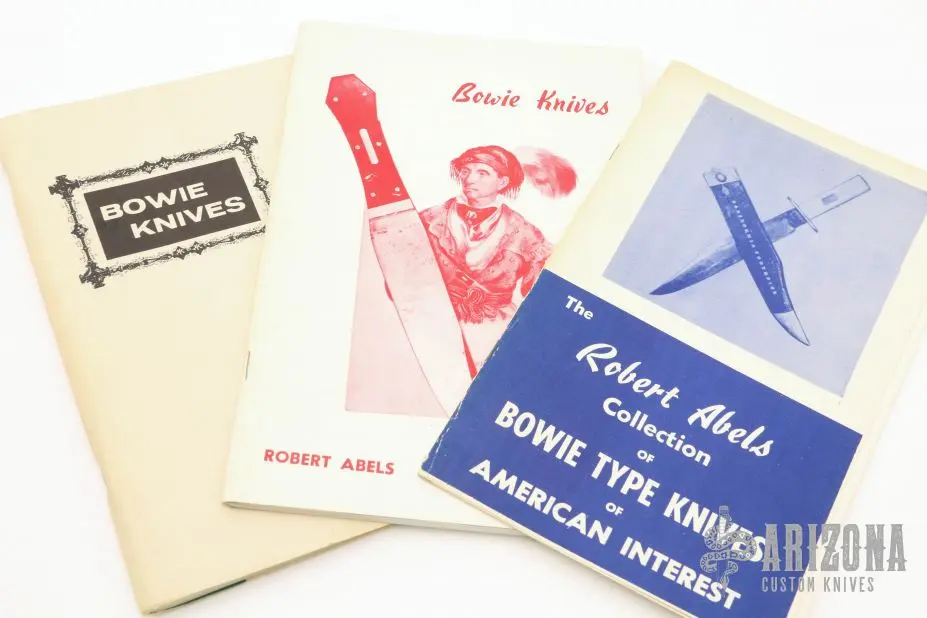 BOWIE
KNIVES
Bowie Knives
ROBERT ABELS
The
Robert Abels
Collection
OF
BOWIE TYPE KNIVES
OF
AMERICAN INTEREST
ARIZONA
CUSTOM KNIVES